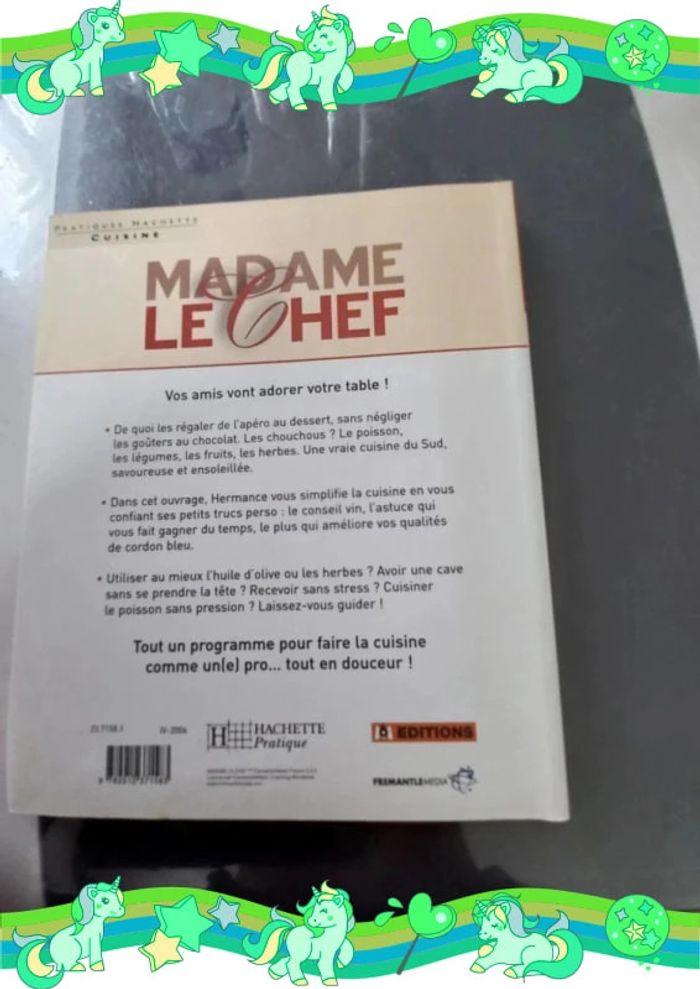 PRATIQUES HACHETTE
CUISINE
MADAME
LE CHEF
Vos amis vont adorer votre table !
• De quoi les régaler de l'apéro au dessert, sans négliger
les goûters au chocolat. Les chouchous ? Le poisson,
les légumes, les fruits, les herbes. Une vraie cuisine du Sud,
savoureuse et ensoleillée.
• Dans cet ouvrage, Hermance vous simplifie la cuisine en vous
confiant ses petits trucs perso : le conseil vin, l'astuce qui
vous fait gagner du temps, le plus qui améliore vos qualités
de cordon bleu.
• Utiliser au mieux l'huile d'olive ou les herbes ? Avoir une cave
sans se prendre la tête ? Recevoir sans stress ? Cuisiner
le poisson sans pression ? Laissez-vous guider !
Tout un programme pour faire la cuisine
comme un(e) pro... tout en douceur !
IV-2006
H HACHETTE
Pratique
6 EDITIONS
FREMANTLEMEDIA